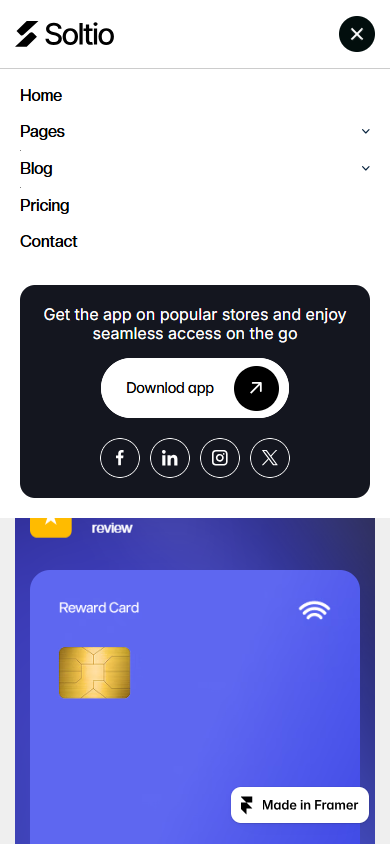 Soltio
Home
Pages
Blog
Pricing
Contact
Get the app on popular stores and enjoy
seamless access on the go
Downlod app
review
Reward Card
Made in Framer